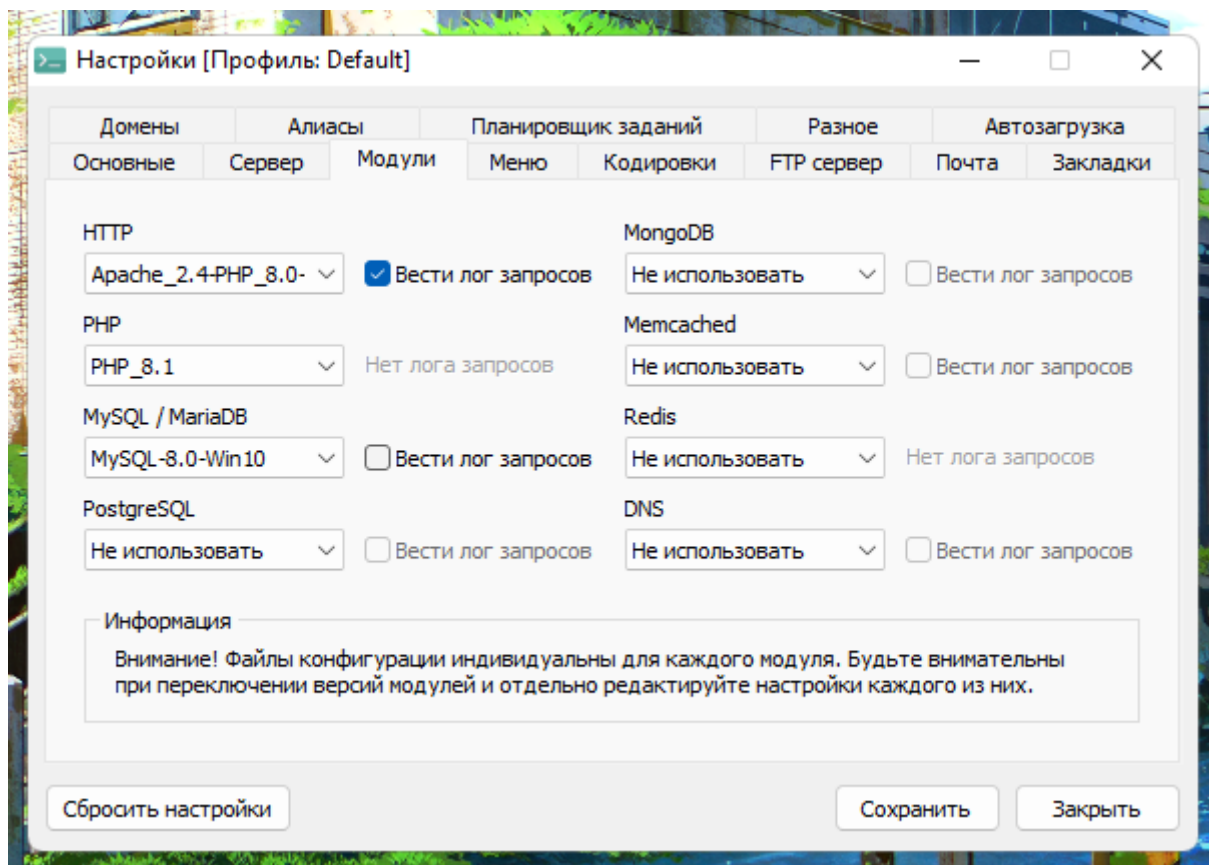 Настройки [Профиль: Default]
Домены Алиасы Планировщик заданий Разное Автозагрузка
Основные Сервер Модули Меню Кодировки FTP сервер Почта Закладки
HTTP
Apache_2.4-PHP_8.0- Вести лог запросов
PHP
PHP_8.1 Нет лога запросов
MySQL / MariaDB
MySQL-8.0-Win10 Вести лог запросов
PostgreSQL
Не использовать Вести лог запросов
MongoDB
Не использовать Вести лог запросов
Memcached
Не использовать Вести лог запросов
Redis
Не использовать Нет лога запросов
DNS
Не использовать Вести лог запросов
Информация
Внимание! Файлы конфигурации индивидуальны для каждого модуля. Будьте внимательны
при переключении версий модулей и отдельно редактируйте настройки каждого из них.
Сбросить настройки Сохранить Закрыть